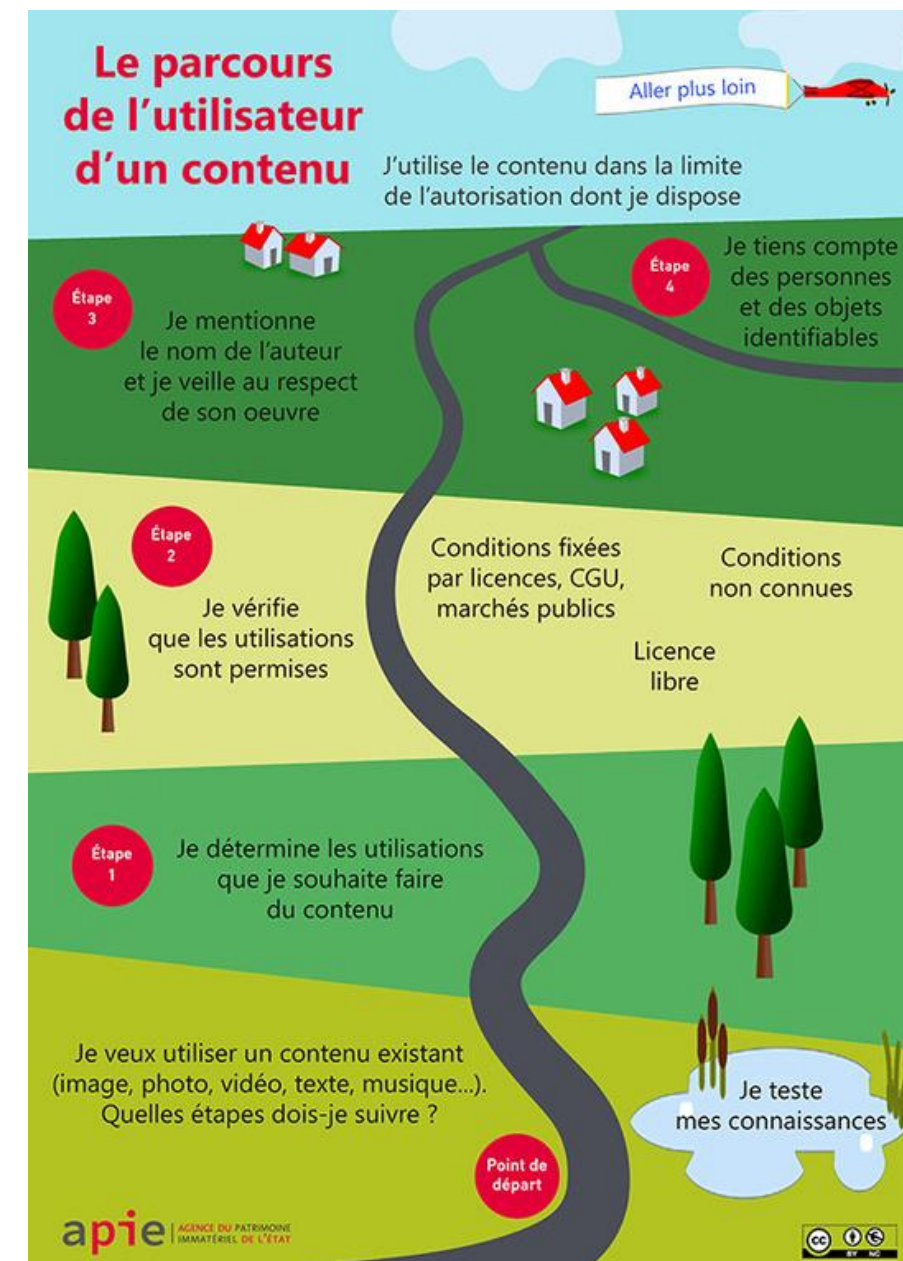 Le parcours
de l'utilisateur
d'un contenu
Aller plus loin
J'utilise le contenu dans la limite
de l'autorisation dont je dispose
Étape
4
Je tiens compte
des personnes
et des objets
identifiables
Étape
3
Je mentionne
le nom de l'auteur
et je veille au respect
de son oeuvre
Étape
2
Je vérifie
que les utilisations
sont permises
Conditions fixées
par licences, CGU,
marchés publics
Conditions
non connues
Licence
libre
Étape
1
Je détermine les utilisations
que je souhaite faire
du contenu
Je veux utiliser un contenu existant
(image, photo, vidéo, texte, musique...).
Quelles étapes dois-je suivre ?
Je teste
mes connaissances
Point de
départ
apie
AGENCE DU PATRIMOINE
IMMATÉRIEL DE L'ÉTAT
cc
BY NC